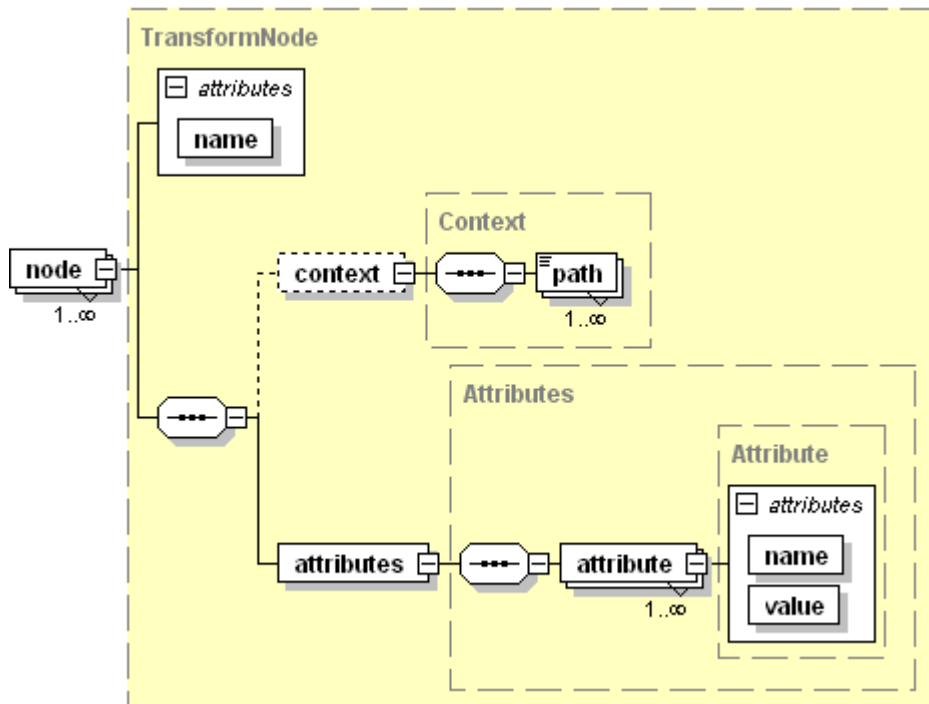 TransformNode
attributes
name
Context
node
context
path
1..∞
1..∞
Attributes
Attribute
attributes
name
attributes
attribute
value
1..∞